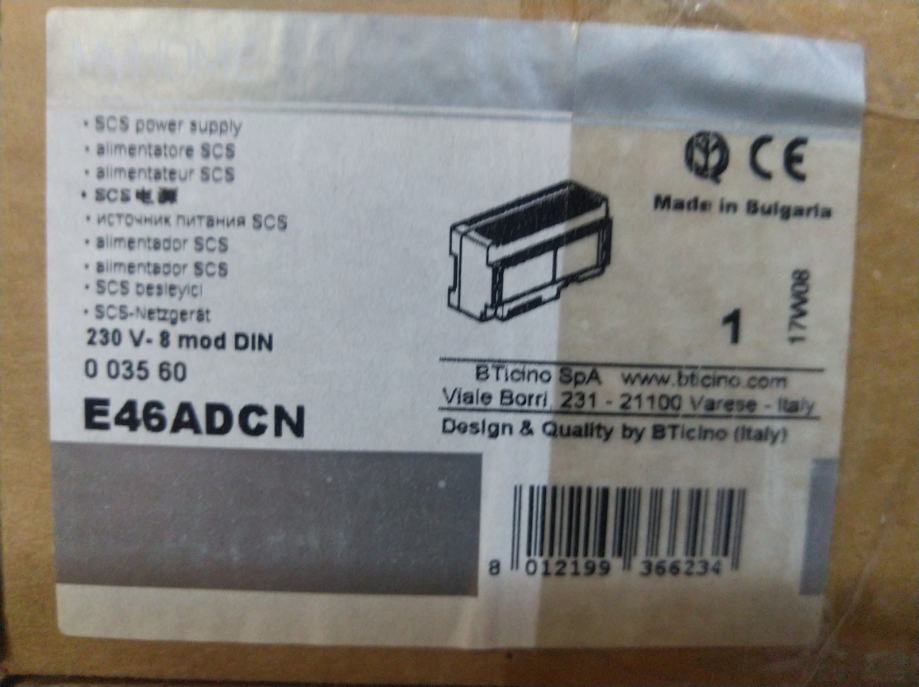 • SCS power supply
• alimentatore SCS
• alimentateur SCS
• SCS 电源
• источник питания SCS
• alimentador SCS
• alimentador SCS
• SCS besleyici
• SCS-Netzgerät
230 V- 8 mod DIN
0 035 60
E46ADCN
CE
Made in Bulgaria
1
17W08
BTicino SpA www.bticino.com
Viale Borri, 231 - 21100 Varese - Italy
Design & Quality by BTicino (Italy)
8 012199 366234